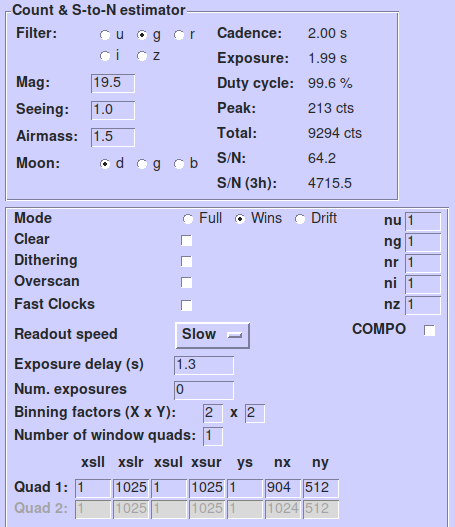 Count & S-to-N estimator
Filter: u g r Cadence: 2.00 s
i z Exposure: 1.99 s
Mag: 19.5 Duty cycle: 99.6 %
Seeing: 1.0 Peak: 213 cts
Airmass: 1.5 Total: 9294 cts
Moon: d g b S/N: 64.2
S/N (3h): 4715.5
Mode Full Wins Drift nu 1
Clear ng 1
Dithering nr 1
Overscan ni 1
Fast Clocks nz 1
Readout speed Slow COMPO
Exposure delay (s) 1.3
Num. exposures 0
Binning factors (X x Y): 2 x 2
Number of window quads: 1
xsll xslr xsul xsur ys nx ny
Quad 1: 1 1025 1 1025 1 904 512
Quad 2: 1 1025 1 1025 1 1024 512